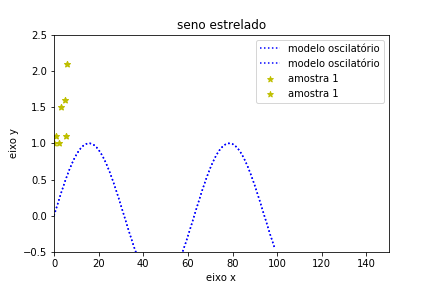 seno estrelado
modelo oscilatório
modelo oscilatório
amostra 1
amostra 1
2.5
2.0
1.5
1.0
0.5
0.0
−0.5
eixo y
0 20 40 60 80 100 120 140
eixo x